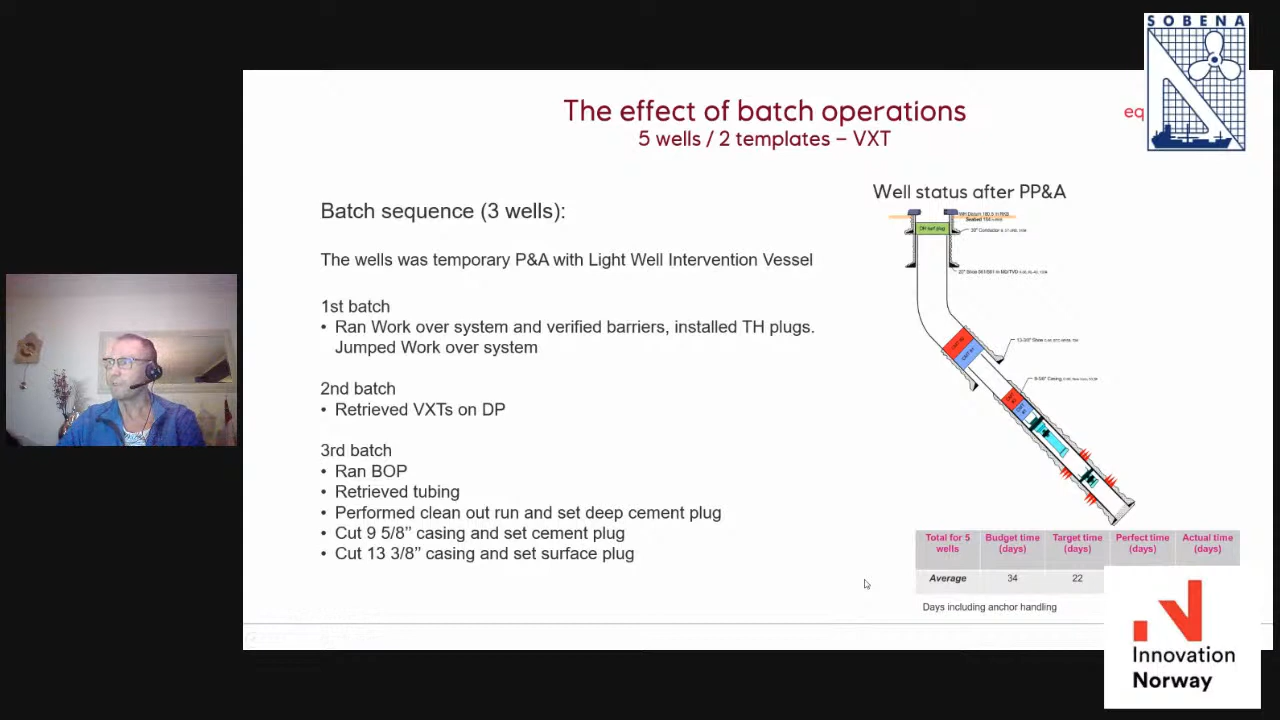 SOBENA
The effect of batch operations
5 wells / 2 templates – VXT
eq
Batch sequence (3 wells):
The wells was temporary P&A with Light Well Intervention Vessel
1st batch
• Ran Work over system and verified barriers, installed TH plugs.
Jumped Work over system
2nd batch
• Retrieved VXTs on DP
3rd batch
• Ran BOP
• Retrieved tubing
• Performed clean out run and set deep cement plug
• Cut 9 5/8’’ casing and set cement plug
• Cut 13 3/8’’ casing and set surface plug
Well status after PP&A
Total for 5 wells Budget time (days) Target time (days) Perfect time (days) Actual time (days)
Average 34 22
Days including anchor handling
Innovation
Norway